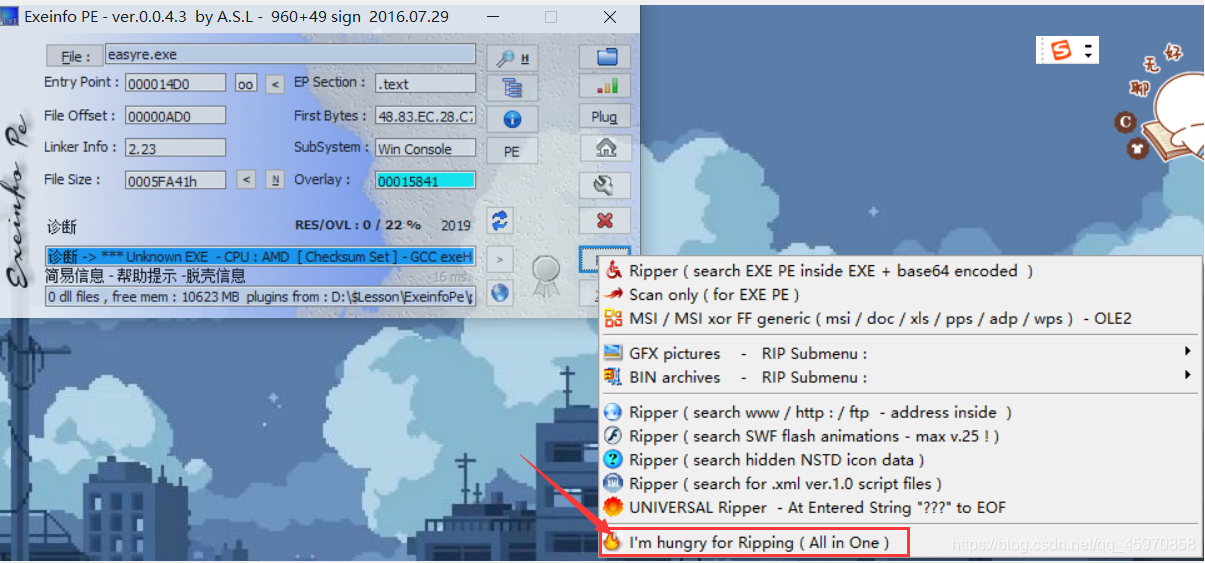 Exeinfo PE - ver.0.0.4.3 by A.S.L - 960+49 sign 2016.07.29
File : easyre.exe H
Entry Point : 000014D0 oo < EP Section : .text
File Offset : 00000AD0 First Bytes : 48.83.EC.28.C7 Plug
Linker Info : 2.23 SubSystem : Win Console PE
File Size : 0005FA41h < N Overlay : 00015841
Exeinfo Pe
诊断 RES/OVL : 0 / 22 % 2019
诊断 -> *** Unknown EXE - CPU : AMD [ Checksum Set ] - GCC exeH >
简易信息 - 帮助提示 -脱壳信息 16 ms.
0 dll files , free mem : 10623 MB plugins from : D:\$Lesson\ExeinfoPe\
S
无
好
聊
C
Ripper ( search EXE PE inside EXE + base64 encoded )
Scan only ( for EXE PE )
MSI / MSI xor FF generic ( msi / doc / xls / pps / adp / wps ) - OLE2
GFX pictures - RIP Submenu :
BIN archives - RIP Submenu :
Ripper ( search www / http : / ftp - address inside )
Ripper ( search SWF flash animations - max v.25 ! )
Ripper ( search hidden NSTD icon data )
Ripper ( search for .xml ver.1.0 script files )
UNIVERSAL Ripper - At Entered String "???" to EOF
I'm hungry for Ripping ( All in One )
https://blog.csdn.net/qq_45970858